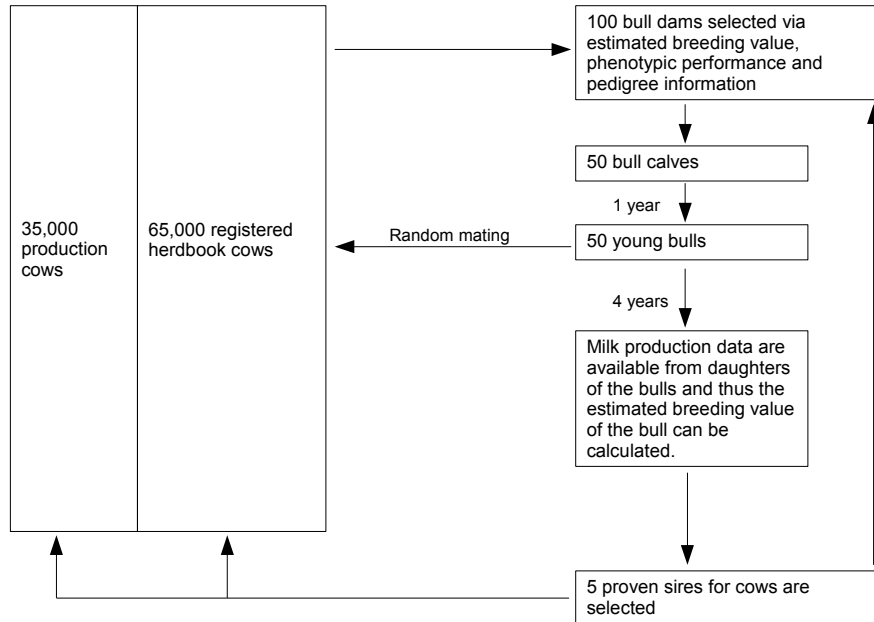 100 bull dams selected via
estimated breeding value,
phenotypic performance and
pedigree information
50 bull calves
1 year
35,000
production
cows
65,000 registered
herdbook cows
Random mating
50 young bulls
4 years
Milk production data are
available from daughters
of the bulls and thus the
estimated breeding value
of the bull can be
calculated.
5 proven sires for cows are
selected